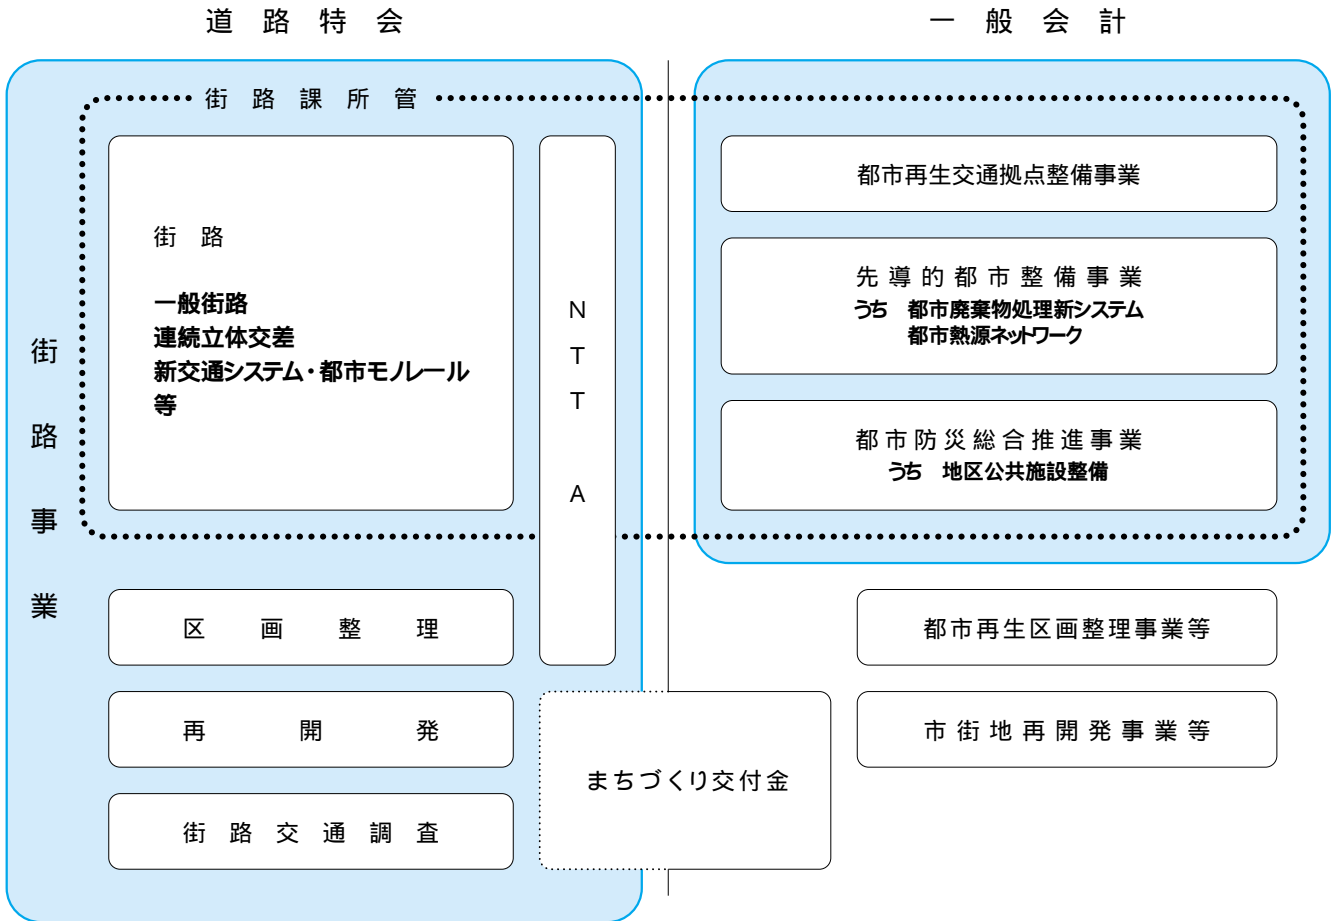 道路特会
一般会計
街路課所管
街路事業
街路
一般街路
連続立体交差
新交通システム・都市モノレール
等
NTT A
都市再生交通拠点整備事業
先導的都市整備事業
うち 都市廃棄物処理新システム
都市熱源ネットワーク
都市防災総合推進事業
うち 地区公共施設整備
区画整理
再開発
街路交通調査
まちづくり交付金
都市再生区画整理事業等
市街地再開発事業等